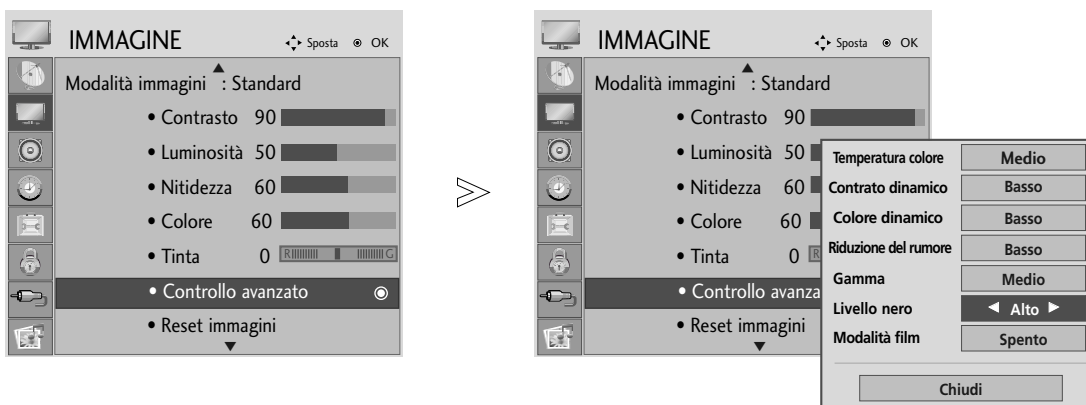 IMMAGINE Sposta OK
Modalità immagini : Standard
• Contrasto 90
• Luminosità 50
• Nitidezza 60
• Colore 60
• Tinta 0 R G
• Controllo avanzato
• Reset immagini
IMMAGINE Sposta OK
Modalità immagini : Standard
• Contrasto 90
• Luminosità 50
• Nitidezza 60
• Colore 60
• Tinta 0 R
• Controllo avanza
• Reset immagini
Temperatura colore Medio
Contrato dinamico Basso
Colore dinamico Basso
Riduzione del rumore Basso
Gamma Medio
Livello nero ◄ Alto ►
Modalità film Spento
Chiudi